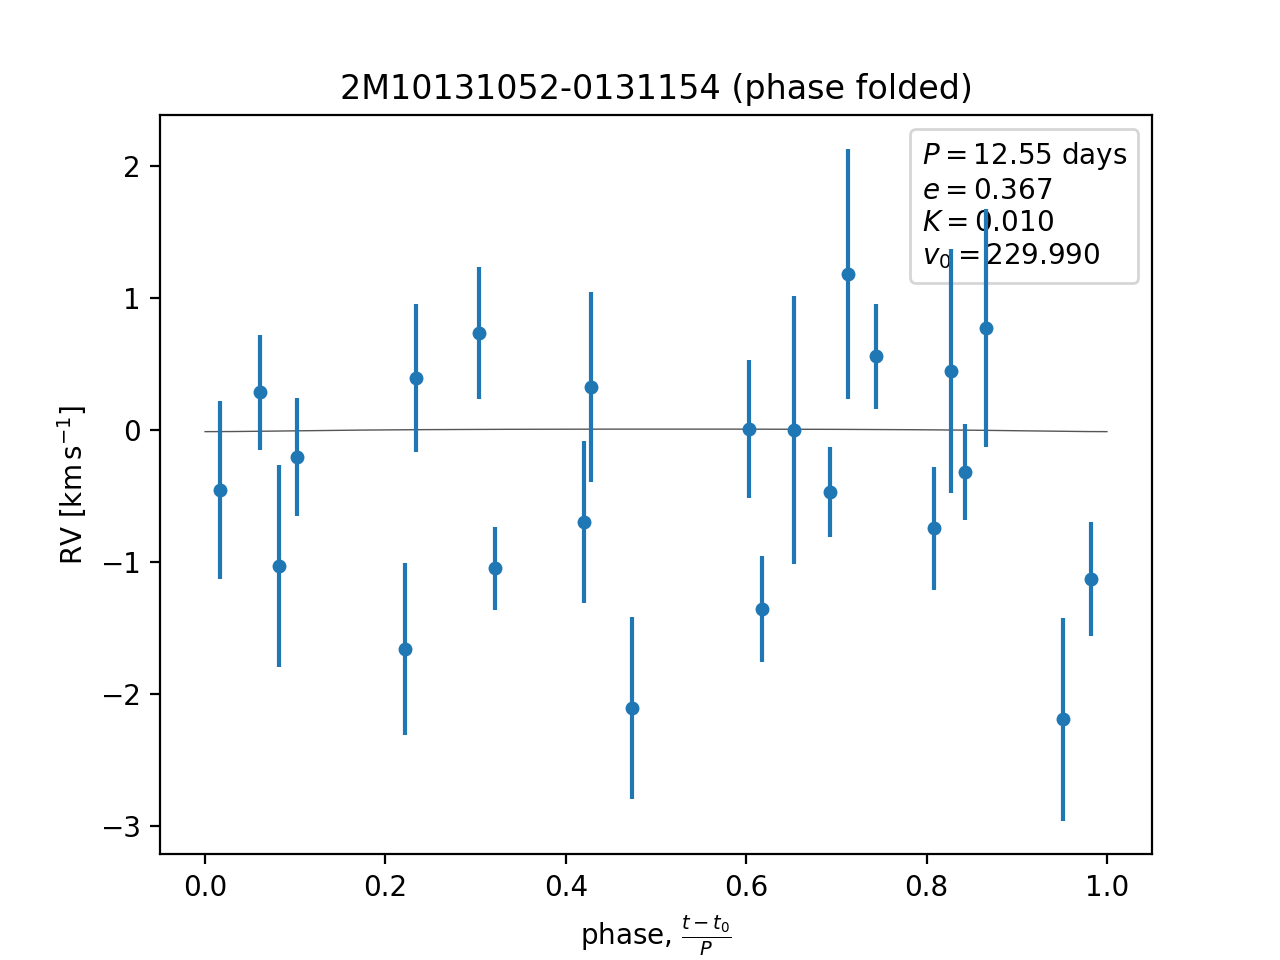 2M10131052-0131154 (phase folded)
P = 12.55 days
e = 0.367
K = 0.010
v₀ = 229.990
2
1
0
−1
−2
−3
RV [km s⁻¹]
0.0 0.2 0.4 0.6 0.8 1.0
phase, (t − t₀)/P